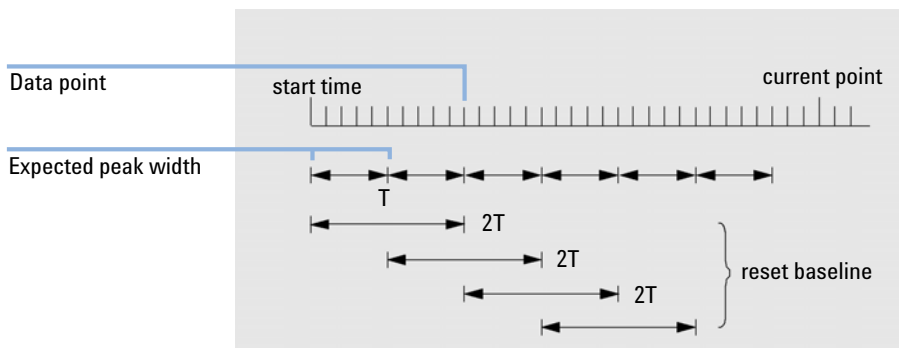 Data point
start time
current point
Expected peak width
T
2T
2T
reset baseline
2T